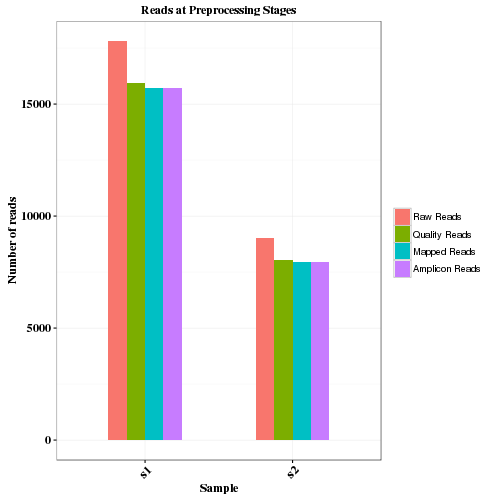 Reads at Preprocessing Stages
Number of reads
15000
10000
5000
0
s1
s2
Sample
Raw Reads
Quality Reads
Mapped Reads
Amplicon Reads